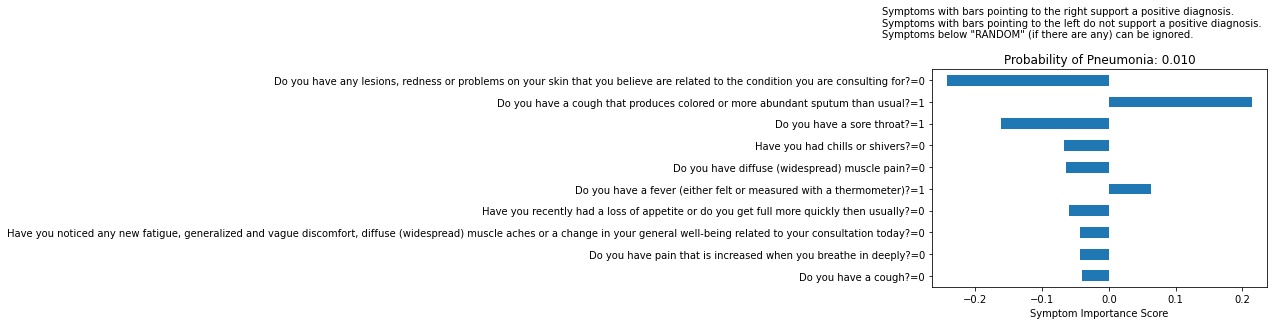 Symptoms with bars pointing to the right support a positive diagnosis.
Symptoms with bars pointing to the left do not support a positive diagnosis.
Symptoms below "RANDOM" (if there are any) can be ignored.
Probability of Pneumonia: 0.010
Do you have any lesions, redness or problems on your skin that you believe are related to the condition you are consulting for?=0
Do you have a cough that produces colored or more abundant sputum than usual?=1
Do you have a sore throat?=1
Have you had chills or shivers?=0
Do you have diffuse (widespread) muscle pain?=0
Do you have a fever (either felt or measured with a thermometer)?=1
Have you recently had a loss of appetite or do you get full more quickly then usually?=0
Have you noticed any new fatigue, generalized and vague discomfort, diffuse (widespread) muscle aches or a change in your general well-being related to your consultation today?=0
Do you have pain that is increased when you breathe in deeply?=0
Do you have a cough?=0
−0.2 −0.1 0.0 0.1 0.2
Symptom Importance Score